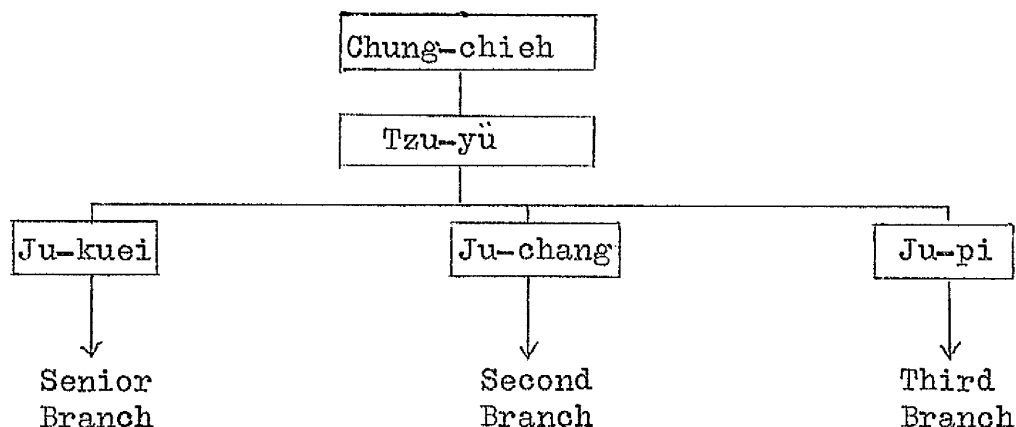 Chung-chieh
Tzu-yü
Ju-kuei
Ju-chang
Ju-pi
Senior
Branch
Second
Branch
Third
Branch